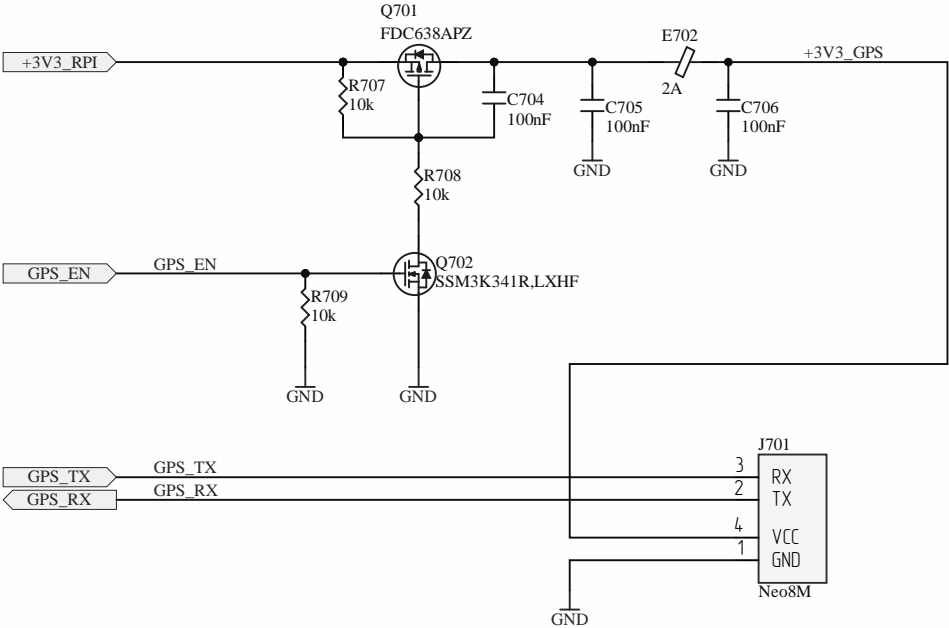 Q701
FDC638APZ
E702
+3V3_RPI
+3V3_GPS
2A
R707
10k
C704
100nF
C705
100nF
C706
100nF
GND
GND
R708
10k
GPS_EN
GPS_EN
Q702
SSM3K341R,LXHF
R709
10k
GND
GND
J701
GPS_TX
GPS_TX
3
RX
GPS_RX
GPS_RX
2
TX
4
VCC
1
GND
Neo8M
GND